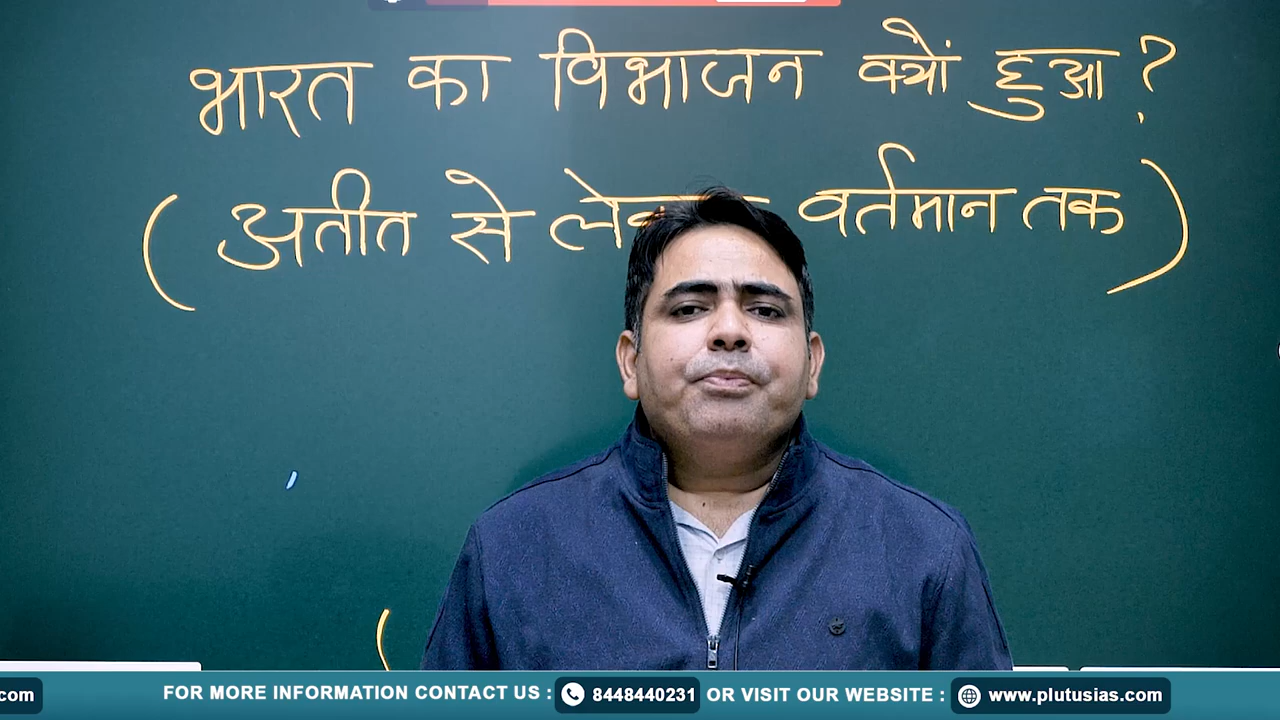 भारत का विभाजन क्यों हुआ ?
( अतीत से वर्तमान तक )
.com FOR MORE INFORMATION CONTACT US : 8448440231 OR VISIT OUR WEBSITE : www.plutusias.com